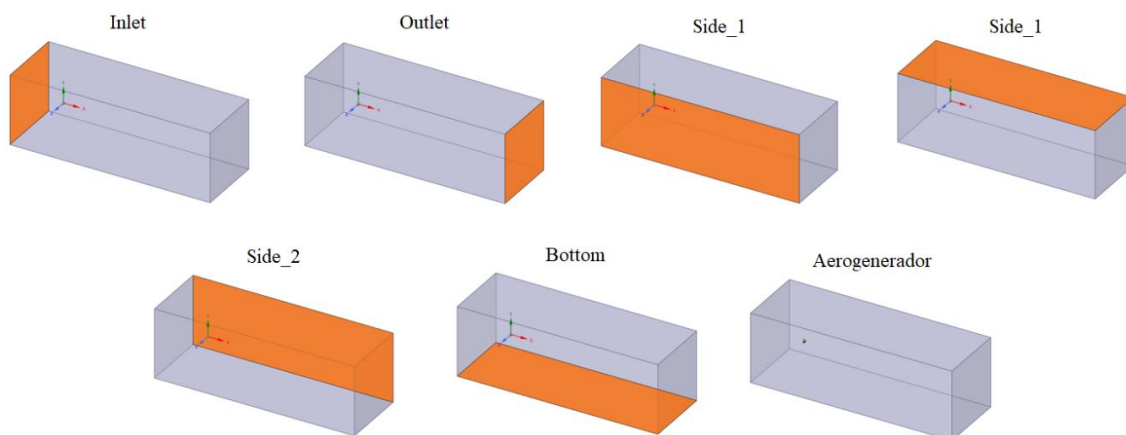 Inlet
Outlet
Side_1
Side_1
Side_2
Bottom
Aerogenerador